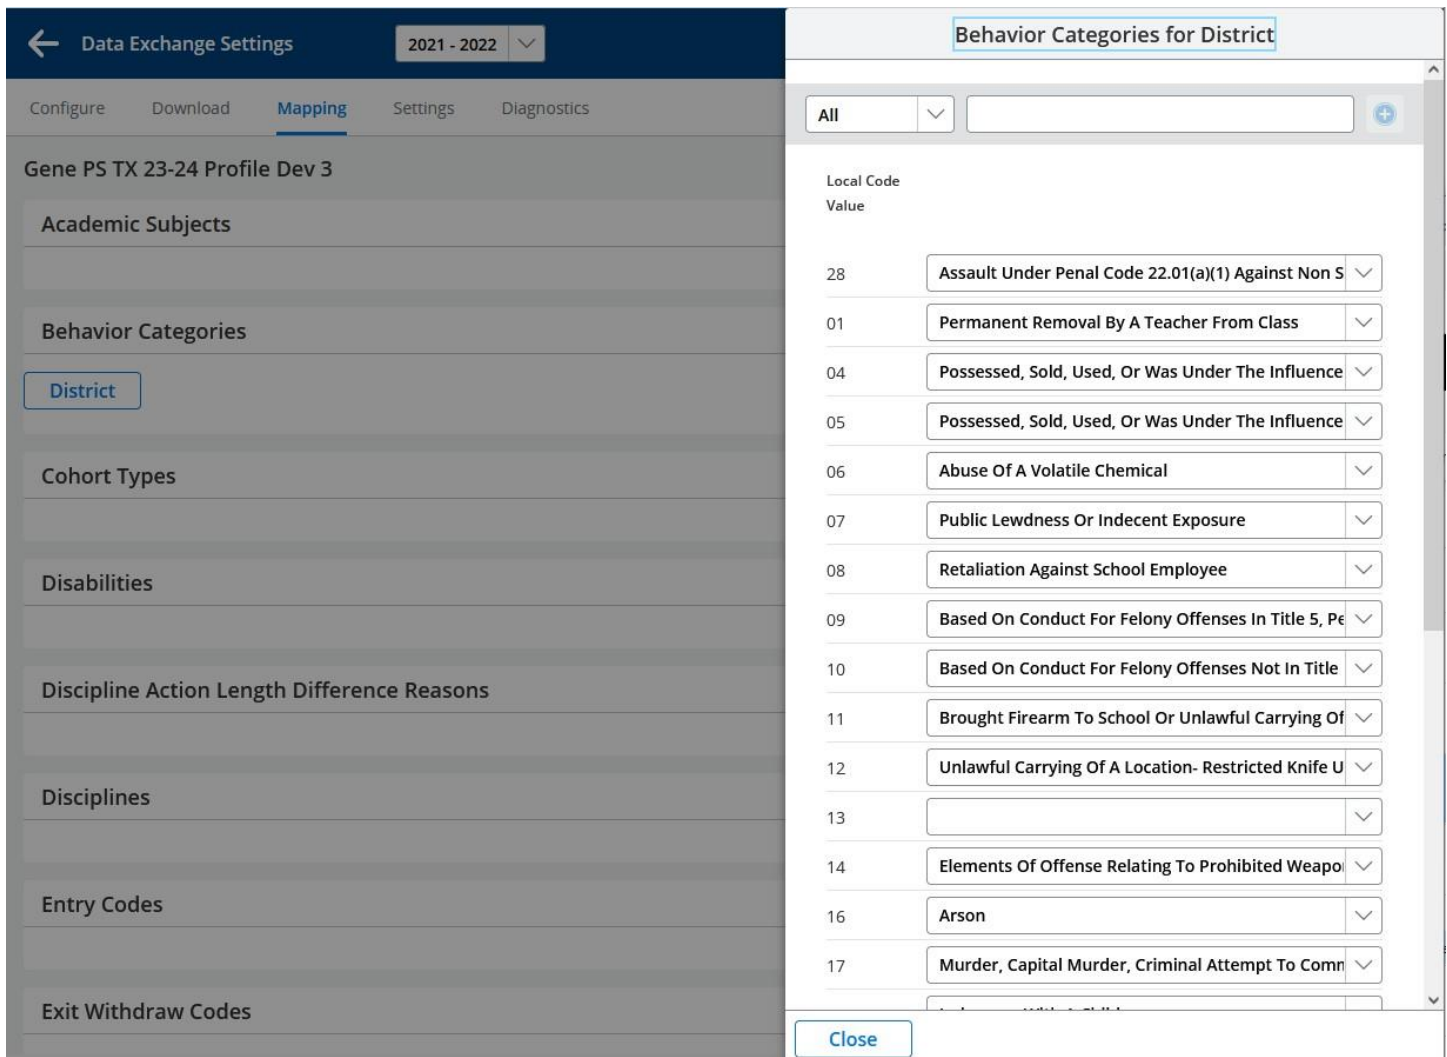 Data Exchange Settings
2021 - 2022
Configure Download Mapping Settings Diagnostics
Gene PS TX 23-24 Profile Dev 3
Academic Subjects
Behavior Categories
District
Cohort Types
Disabilities
Discipline Action Length Difference Reasons
Disciplines
Entry Codes
Exit Withdraw Codes
Behavior Categories for District
All
Local Code
Value
28 Assault Under Penal Code 22.01(a)(1) Against Non S
01 Permanent Removal By A Teacher From Class
04 Possessed, Sold, Used, Or Was Under The Influence
05 Possessed, Sold, Used, Or Was Under The Influence
06 Abuse Of A Volatile Chemical
07 Public Lewdness Or Indecent Exposure
08 Retaliation Against School Employee
09 Based On Conduct For Felony Offenses In Title 5, Pe
10 Based On Conduct For Felony Offenses Not In Title
11 Brought Firearm To School Or Unlawful Carrying Of
12 Unlawful Carrying Of A Location- Restricted Knife U
13
14 Elements Of Offense Relating To Prohibited Weapo
16 Arson
17 Murder, Capital Murder, Criminal Attempt To Com
Close